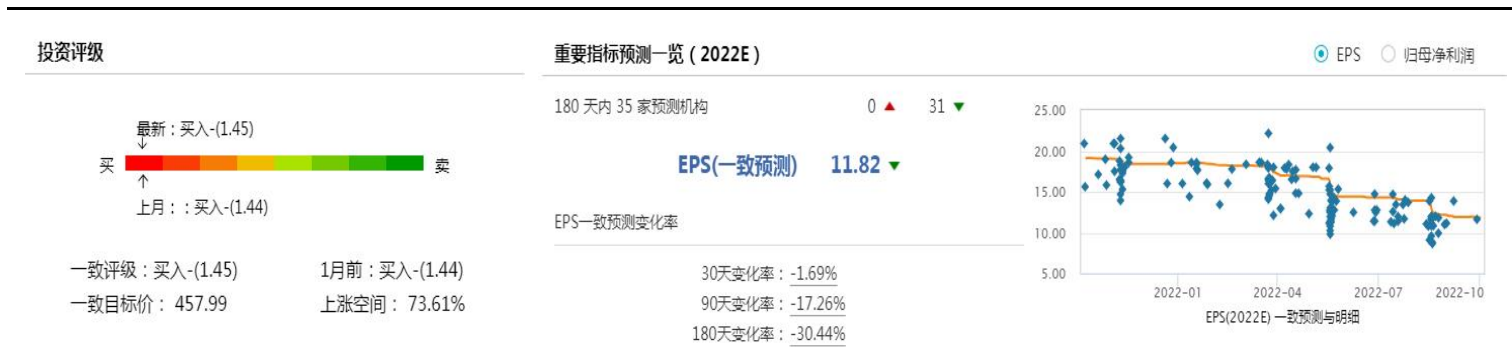 投资评级
最新：买入-(1.45)
买
卖
上月：: 买入-(1.44)
一致评级：买入-(1.45)
1月前：买入-(1.44)
一致目标价： 457.99
上涨空间： 73.61%
重要指标预测一览（2022E）
EPS
归母净利润
180 天内 35 家预测机构
0 ▲
31 ▼
EPS(一致预测) 11.82 ▼
EPS一致预测变化率
30天变化率： -1.69%
90天变化率： -17.26%
180天变化率： -30.44%
25.00
20.00
15.00
10.00
5.00
2022-01
2022-04
2022-07
2022-10
EPS(2022E) 一致预测与明细